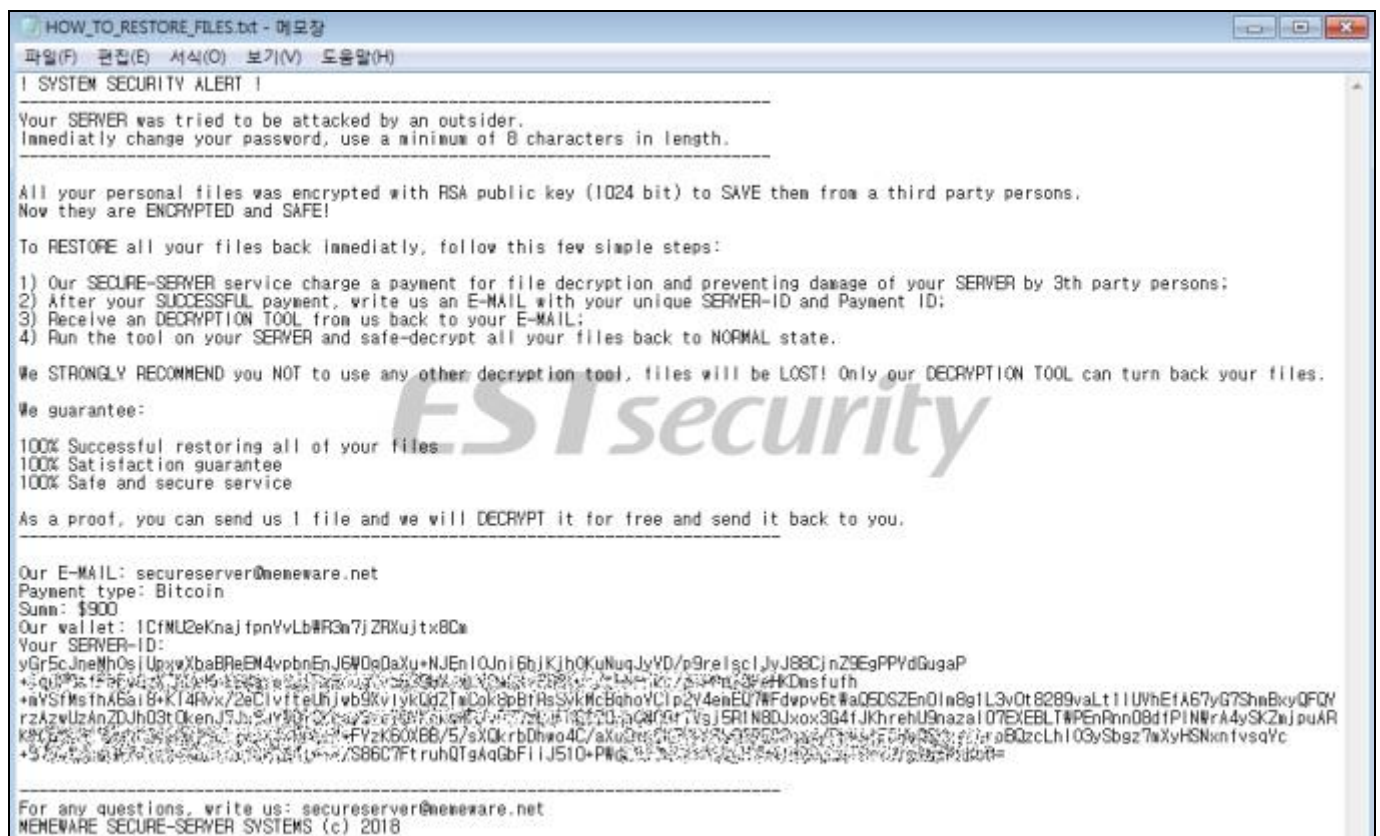 HOW_TO_RESTORE_FILES.txt - 메모장
파일(F) 편집(E) 서식(O) 보기(V) 도움말(H)
! SYSTEM SECURITY ALERT !
Your SERVER was tried to be attacked by an outsider.
Immediatly change your password, use a minimum of 8 characters in length.
All your personal files was encrypted with RSA public key (1024 bit) to SAVE them from a third party persons.
Now they are ENCRYPTED and SAFE!
To RESTORE all your files back immediatly, follow this few simple steps:
1) Our SECURE-SERVER service charge a payment for file decryption and preventing damage of your SERVER by 3th party persons;
2) After your SUCCESSFUL payment, write us an E-MAIL with your unique SERVER-ID and Payment ID;
3) Receive an DECRYPTION TOOL from us back to your E-MAIL;
4) Run the tool on your SERVER and safe-decrypt all your files back to NORMAL state.
We STRONGLY RECOMMEND you NOT to use any other decryption tool, files will be LOST! Only our DECRYPTION TOOL can turn back your files.
ESTsecurity
We guarantee:
100% Successful restoring all of your files
100% Satisfaction guarantee
100% Safe and secure service
As a proof, you can send us 1 file and we will DECRYPT it for free and send it back to you.
Our E-MAIL: secureserver@memeware.net
Payment type: Bitcoin
Summ: $900
Our wallet:
Your SERVER-ID:
For any questions, write us: secureserver@memeware.net
MEMEWARE SECURE-SERVER SYSTEMS (c) 2018